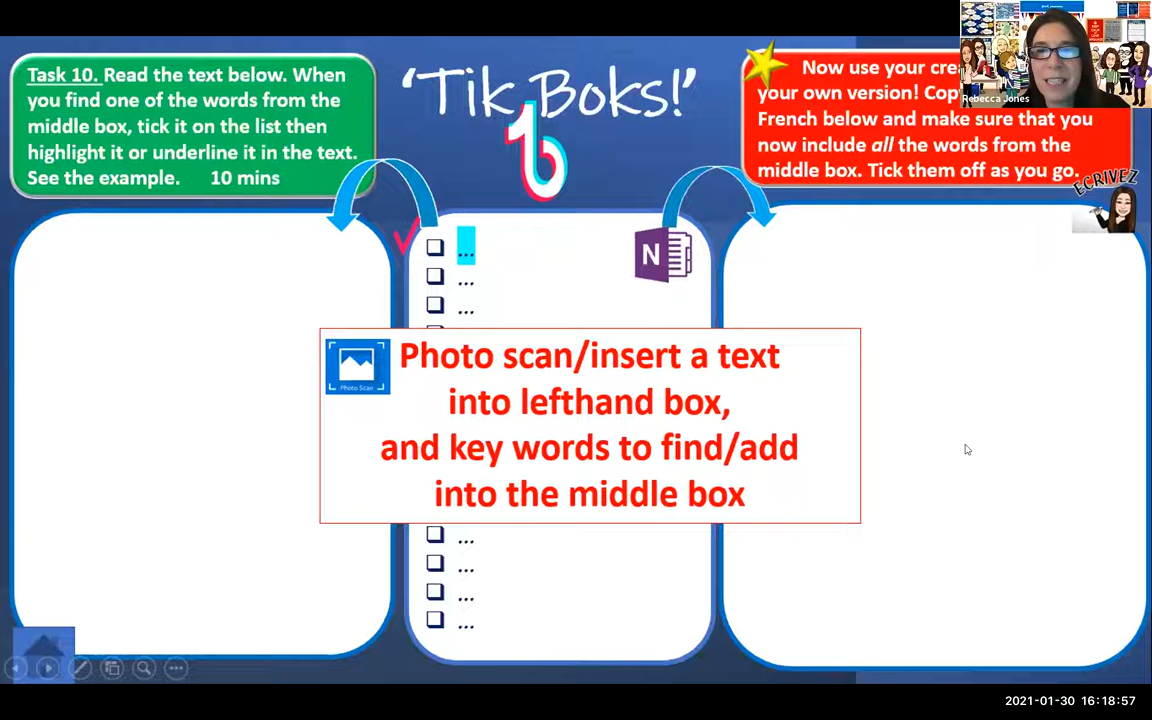 Task 10. Read the text below. When
you find one of the words from the
middle box, tick it on the list then
highlight it or underline it in the text.
See the example. 10 mins
‘Tik Boks!’
Now use your cre
your own version! Cop
French below and make sure that you
now include all the words from the
middle box. Tick them off as you go.
Rebecca Jones
ECRIVEZ
...
N
...
...
Photo Scan
Photo scan/insert a text
into lefthand box,
and key words to find/add
into the middle box
...
...
...
...
2021-01-30 16:18:57